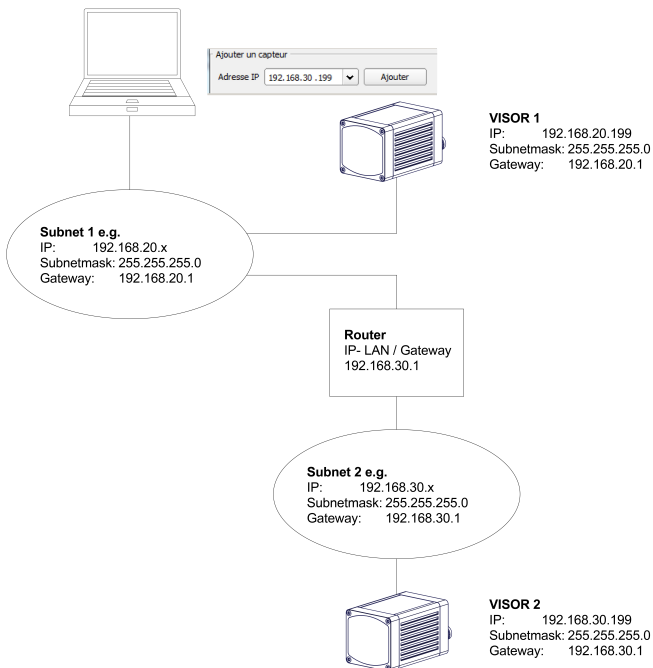 Ajouter un capteur
Adresse IP 192.168.30.199 Ajouter
VISOR 1
IP: 192.168.20.199
Subnetmask: 255.255.255.0
Gateway: 192.168.20.1
Subnet 1 e.g.
IP: 192.168.20.x
Subnetmask: 255.255.255.0
Gateway: 192.168.20.1
Router
IP- LAN / Gateway
192.168.30.1
Subnet 2 e.g.
IP: 192.168.30.x
Subnetmask: 255.255.255.0
Gateway: 192.168.30.1
VISOR 2
IP: 192.168.30.199
Subnetmask: 255.255.255.0
Gateway: 192.168.30.1